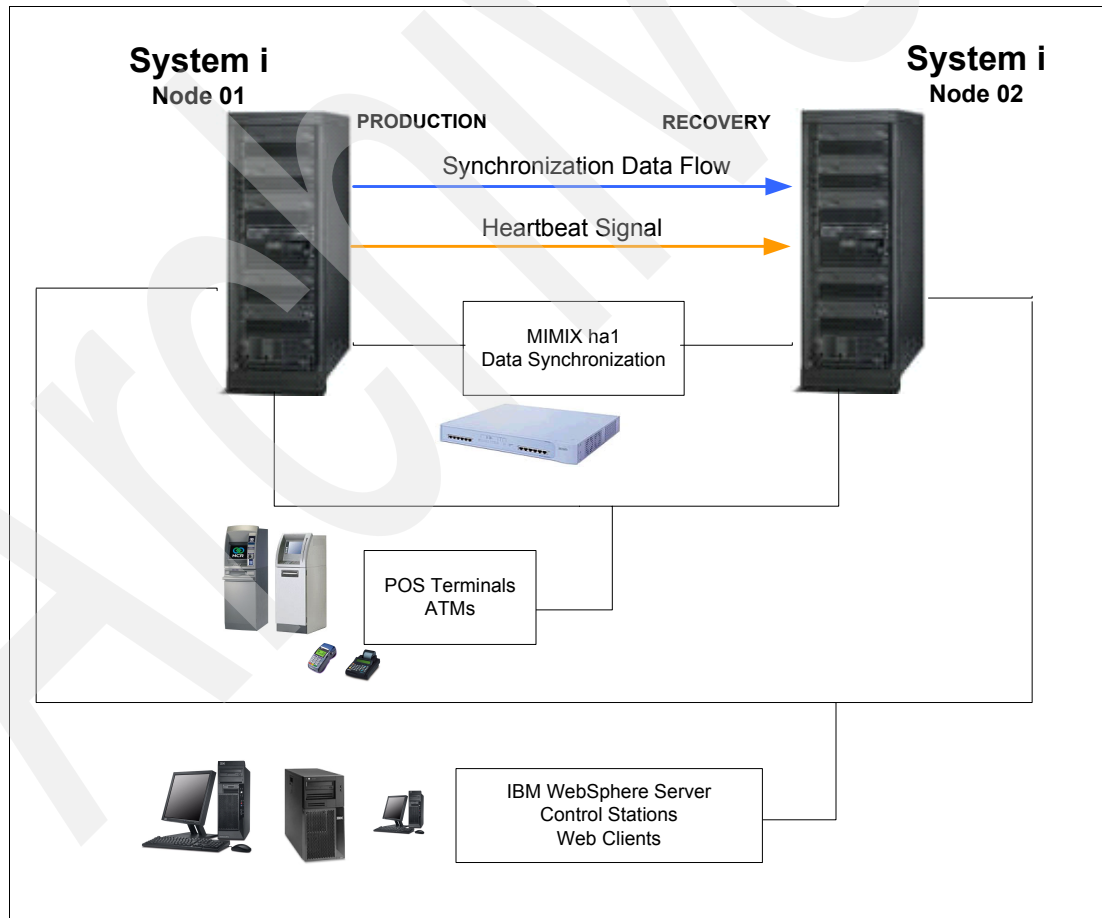 System i
Node 01
System i
Node 02
PRODUCTION
RECOVERY
Synchronization Data Flow
Heartbeat Signal
MIMIX ha1
Data Synchronization
POS Terminals
ATMs
IBM WebSphere Server
Control Stations
Web Clients